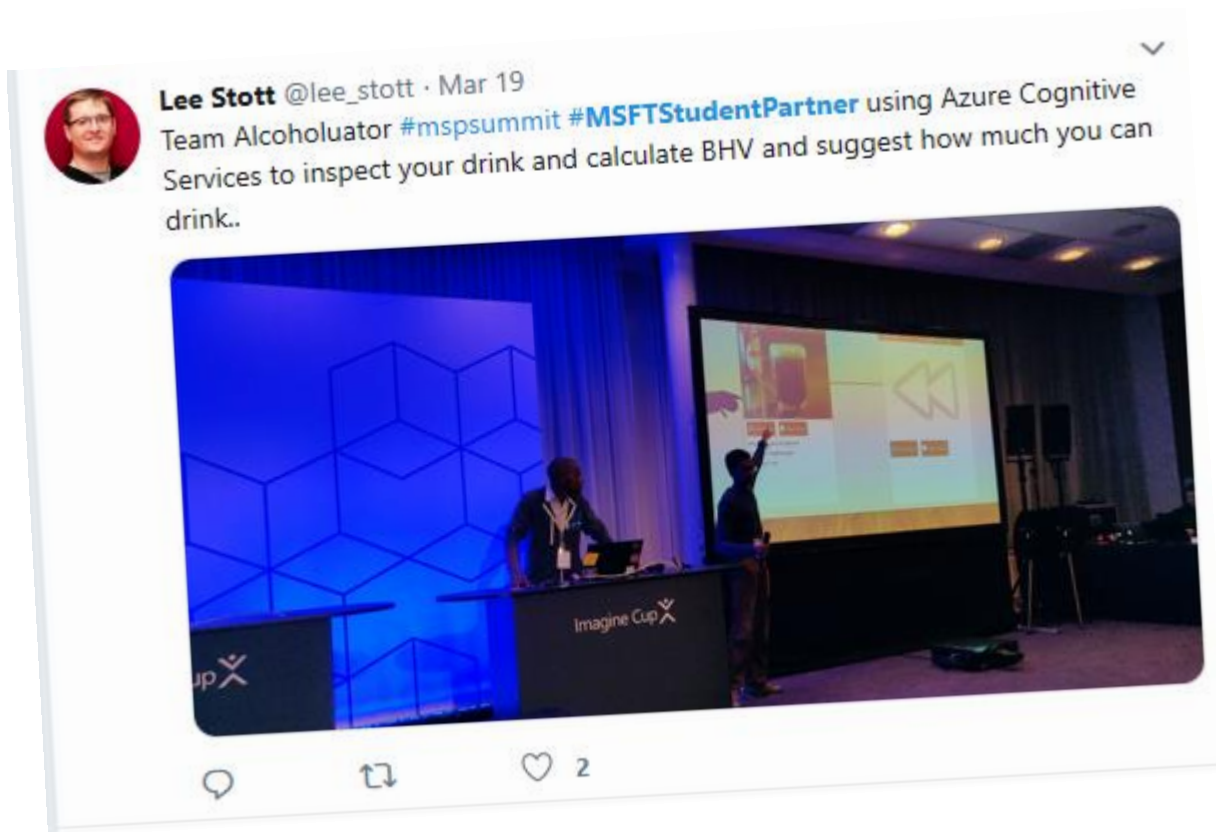 Lee Stott @lee_stott · Mar 19
Team Alcoholuator #mspsummit #MSFTStudentPartner using Azure Cognitive
Services to inspect your drink and calculate BHV and suggest how much you can
drink..
Imagine Cup
up
2